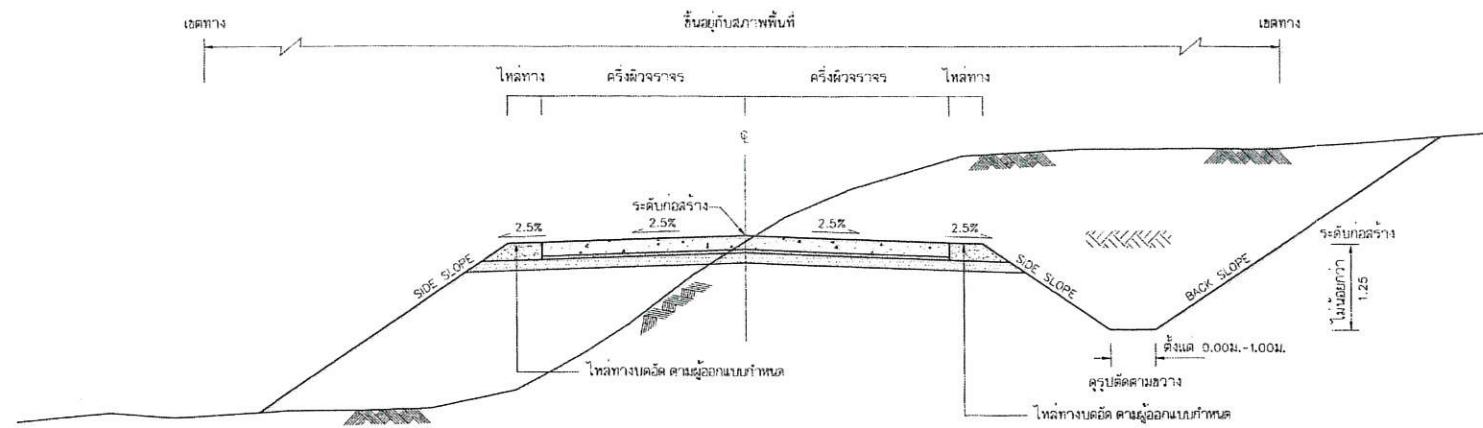 เขตทาง
ขึ้นอยู่กับสภาพพื้นที่
เขตทาง
ไหล่ทาง
ครึ่งผิวจราจร
ครึ่งผิวจราจร
ไหล่ทาง
℄
ระดับก่อสร้าง
2.5%
2.5%
2.5%
2.5%
ระดับก่อสร้าง
SIDE SLOPE
SIDE SLOPE
BACK SLOPE
ไม่น้อยกว่า
1.25
ตั้งแต่ 0.00ม.-1.00ม.
ไหล่ทางบดอัด ตามผู้ออกแบบกำหนด
ดูรูปตัดตามขวาง
ไหล่ทางบดอัด ตามผู้ออกแบบกำหนด